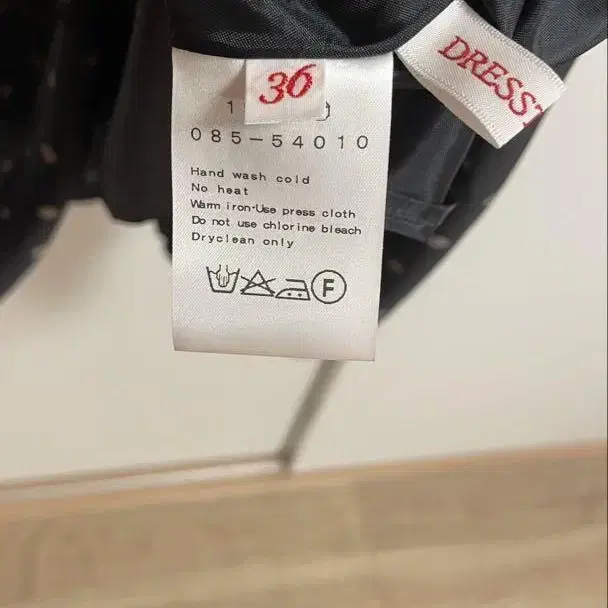 36
DRESS
085-54010
Hand wash cold
No heat
Warm iron·Use press cloth
Do not use chlorine bleach
Dryclean only
F